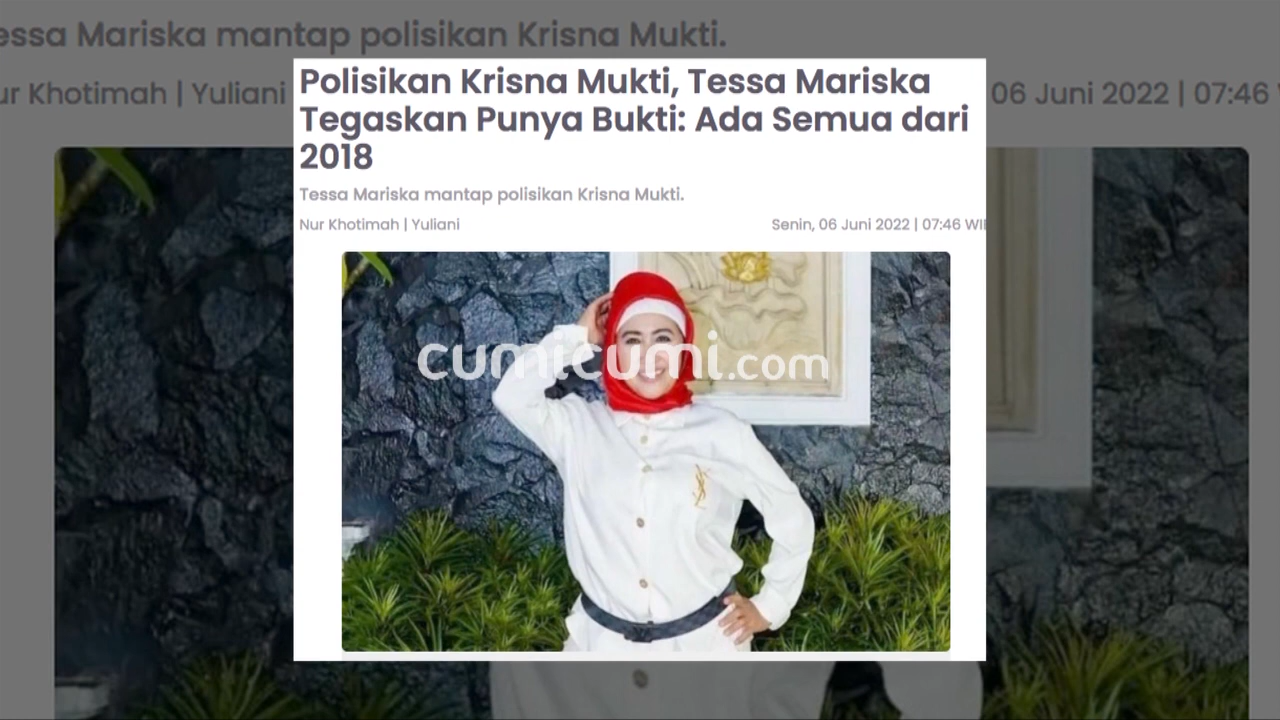 essa Mariska mantap polisikan Krisna Mukti.
ur Khotimah | Yuliani
06 Juni 2022 | 07:46
Polisikan Krisna Mukti, Tessa Mariska
Tegaskan Punya Bukti: Ada Semua dari
2018
Tessa Mariska mantap polisikan Krisna Mukti.
Nur Khotimah | Yuliani
Senin, 06 Juni 2022 | 07:46 WIB
cumicumi.com